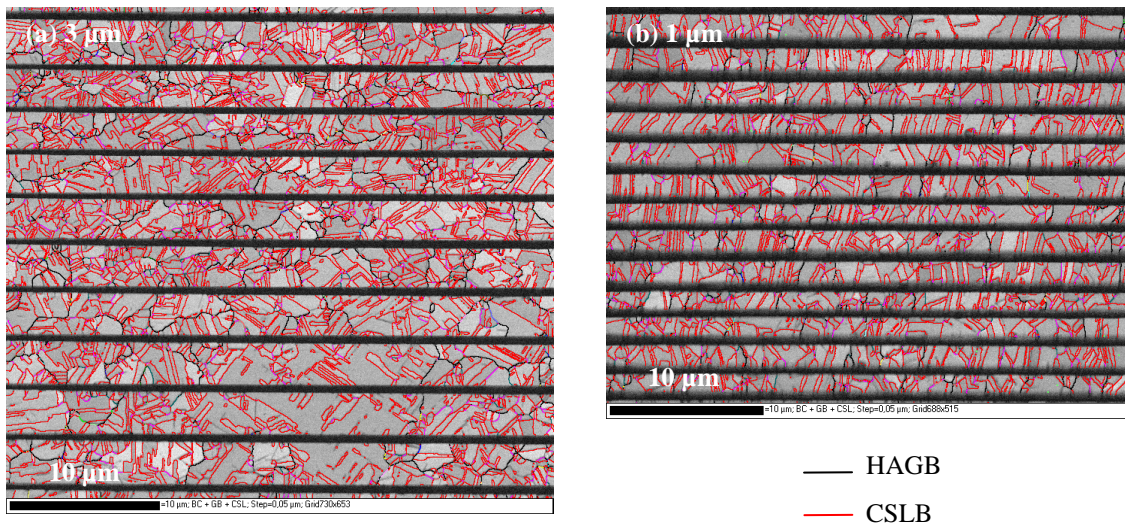 (a) 3 µm
10 µm
=10 µm; BC + GB + CSL; Step=0,05 µm; Grid730x653
(b) 1 µm
10 µm
=10 µm; BC + GB + CSL; Step=0,05 µm; Grid688x515
HAGB
CSLB